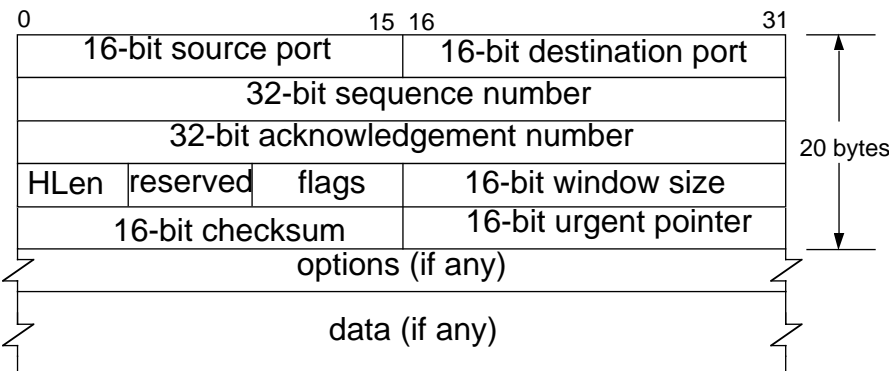 0 15 16 31
16-bit source port 16-bit destination port
32-bit sequence number
32-bit acknowledgement number
20 bytes
HLen reserved flags 16-bit window size
16-bit checksum 16-bit urgent pointer
options (if any)
data (if any)